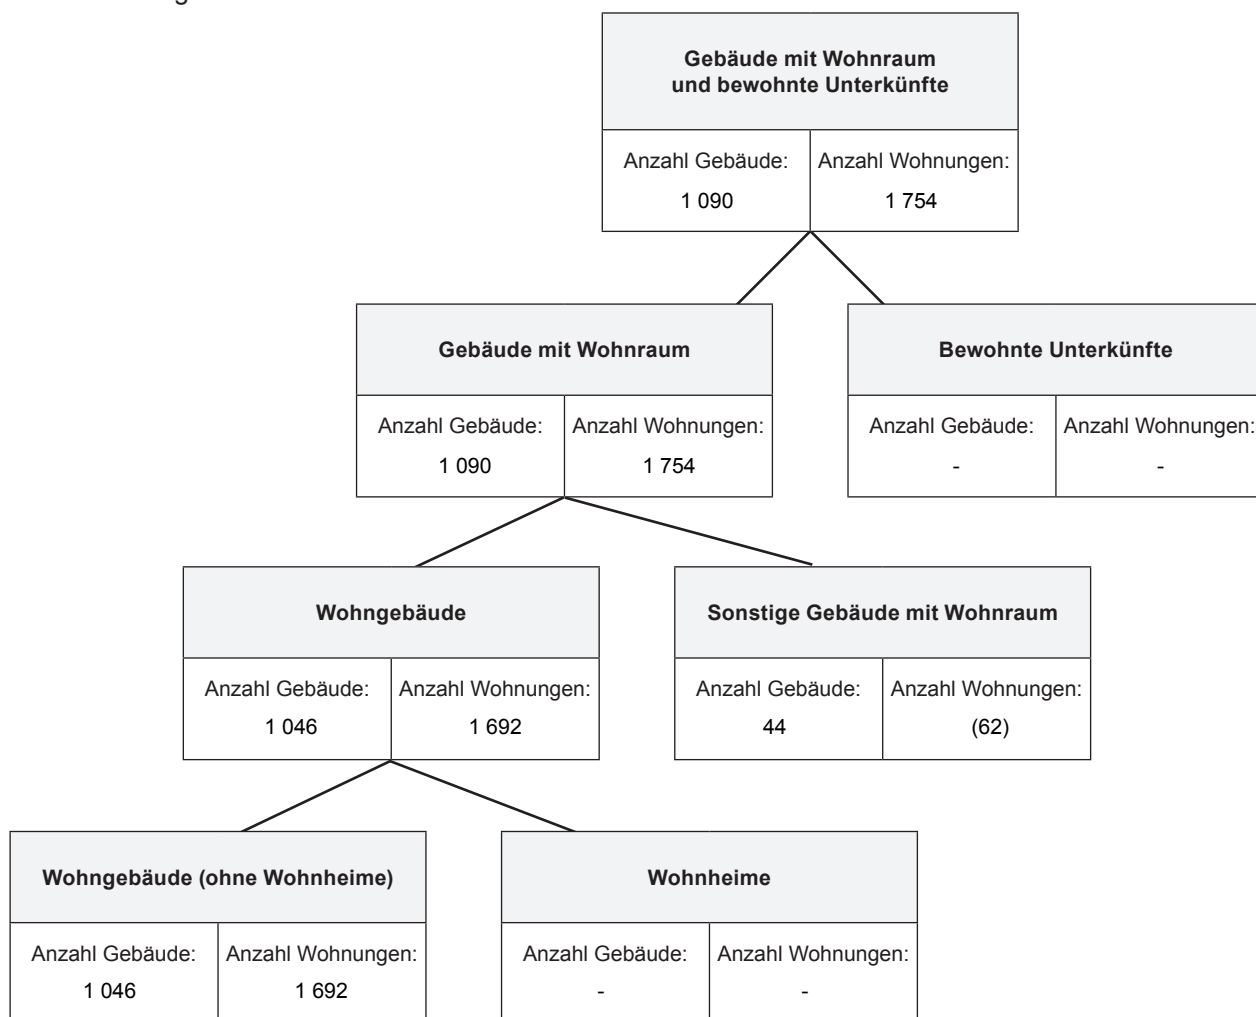 Gebäude mit Wohnraum
und bewohnte Unterkünfte
Anzahl Gebäude: Anzahl Wohnungen:
1 090 1 754
Gebäude mit Wohnraum
Anzahl Gebäude: Anzahl Wohnungen:
1 090 1 754
Bewohnte Unterkünfte
Anzahl Gebäude: Anzahl Wohnungen:
- -
Wohngebäude
Anzahl Gebäude: Anzahl Wohnungen:
1 046 1 692
Sonstige Gebäude mit Wohnraum
Anzahl Gebäude: Anzahl Wohnungen:
44 (62)
Wohngebäude (ohne Wohnheime)
Anzahl Gebäude: Anzahl Wohnungen:
1 046 1 692
Wohnheime
Anzahl Gebäude: Anzahl Wohnungen:
- -